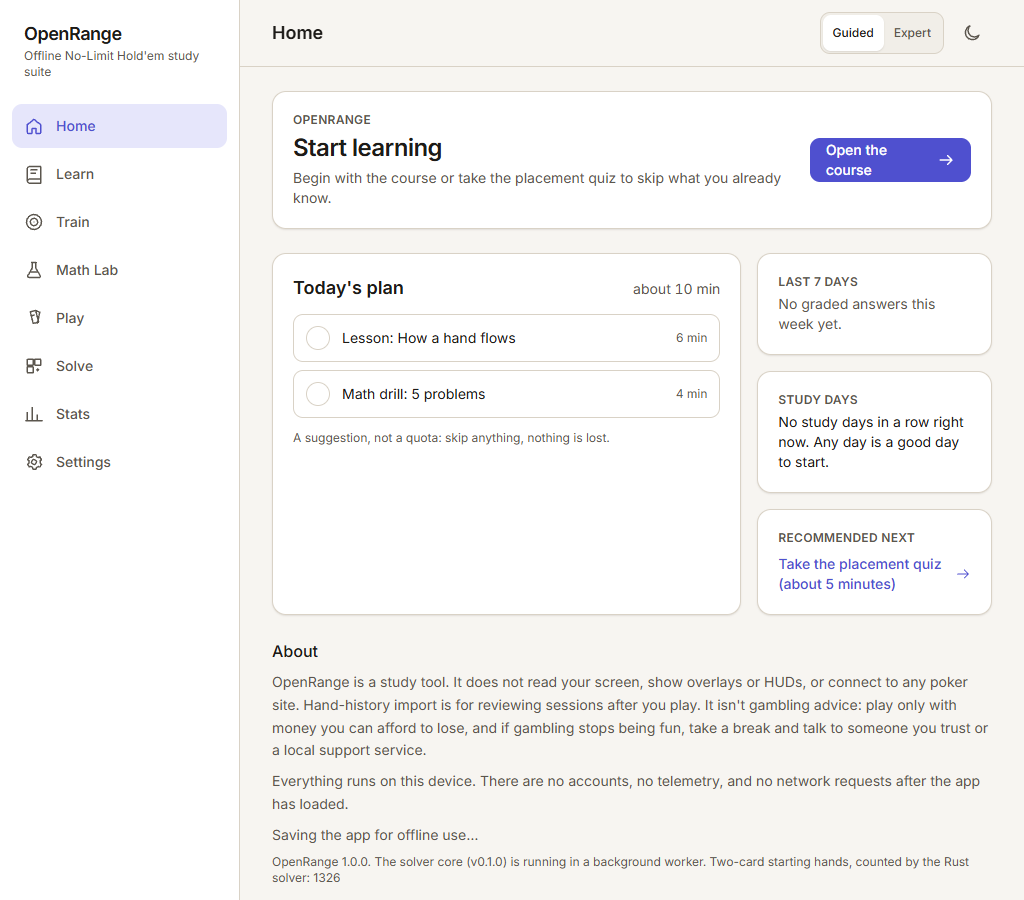 OpenRange
Offline No-Limit Hold'em study
suite
Home
Learn
Train
Math Lab
Play
Solve
Stats
Settings
Home
Guided
Expert
OPENRANGE
Start learning
Begin with the course or take the placement quiz to skip what you already
know.
Open the
course
Today's plan
about 10 min
Lesson: How a hand flows
6 min
Math drill: 5 problems
4 min
A suggestion, not a quota: skip anything, nothing is lost.
LAST 7 DAYS
No graded answers this
week yet.
STUDY DAYS
No study days in a row right
now. Any day is a good day
to start.
RECOMMENDED NEXT
Take the placement quiz
(about 5 minutes)
About
OpenRange is a study tool. It does not read your screen, show overlays or HUDs, or connect to any poker
site. Hand-history import is for reviewing sessions after you play. It isn't gambling advice: play only with
money you can afford to lose, and if gambling stops being fun, take a break and talk to someone you trust or
a local support service.
Everything runs on this device. There are no accounts, no telemetry, and no network requests after the app
has loaded.
Saving the app for offline use...
OpenRange 1.0.0. The solver core (v0.1.0) is running in a background worker. Two-card starting hands, counted by the Rust
solver: 1326